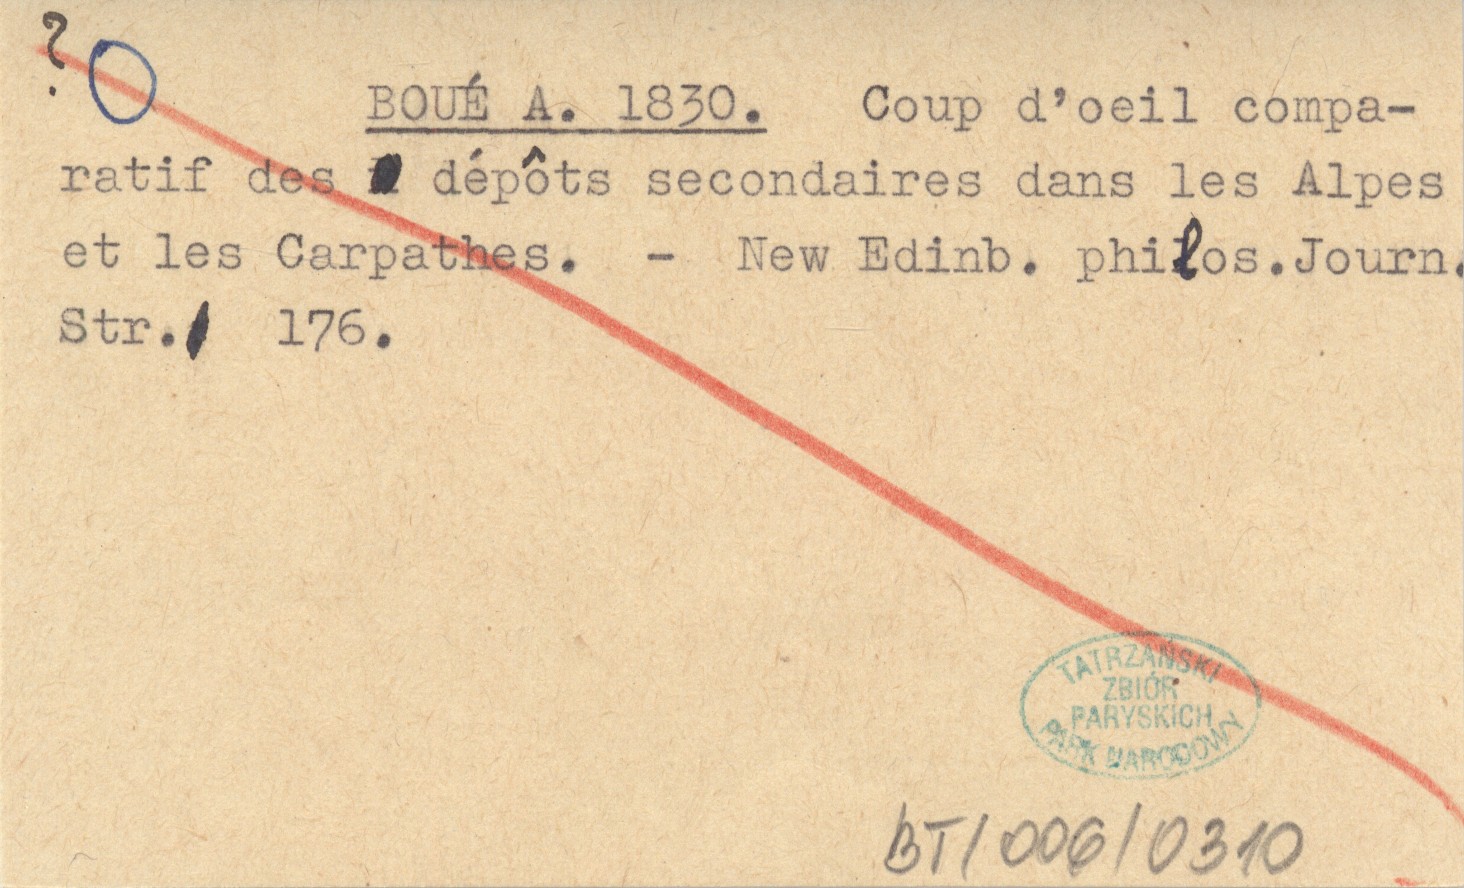 ?
BOUÉ A. 1830. Coup d'oeil compa-
ratif des dépôts secondaires dans les Alpes
et les Carpathes. - New Edinb. philos.Journ.
Str. 176.
TATRZAŃSKI
ZBIÓR
PARYSKICH
PARK NARODOWY
BT/006/0310